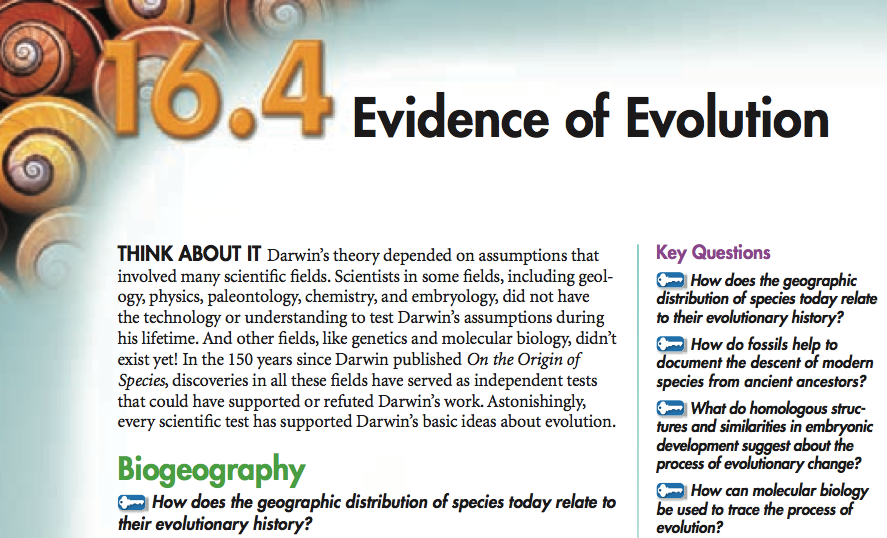 16.4 Evidence of Evolution
THINK ABOUT IT Darwin's theory depended on assumptions that
involved many scientific fields. Scientists in some fields, including geol-
ogy, physics, paleontology, chemistry, and embryology, did not have
the technology or understanding to test Darwin's assumptions during
his lifetime. And other fields, like genetics and molecular biology, didn't
exist yet! In the 150 years since Darwin published On the Origin of
Species, discoveries in all these fields have served as independent tests
that could have supported or refuted Darwin's work. Astonishingly,
every scientific test has supported Darwin's basic ideas about evolution.
Biogeography
How does the geographic distribution of species today relate to
their evolutionary history?
Key Questions
How does the geographic
distribution of species today relate
to their evolutionary history?
How do fossils help to
document the descent of modern
species from ancient ancestors?
What do homologous struc-
tures and similarities in embryonic
development suggest about the
process of evolutionary change?
How can molecular biology
be used to trace the process of
evolution?